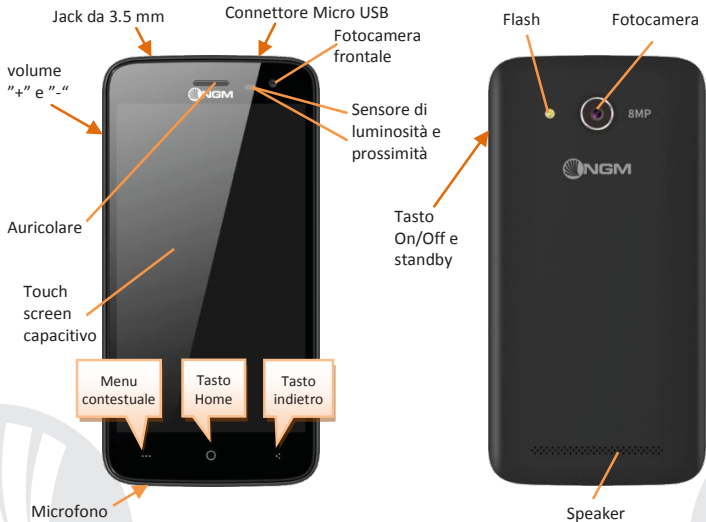 Jack da 3.5 mm
Connettore Micro USB
Fotocamera
frontale
volume
"+" e "-“
NGM
Sensore di
luminosità e
prossimità
Auricolare
Touch
screen
capacitivo
Menu
contestuale
Tasto
Home
Tasto
indietro
Microfono
Flash
Fotocamera
8MP
NGM
Tasto
On/Off e
standby
Speaker